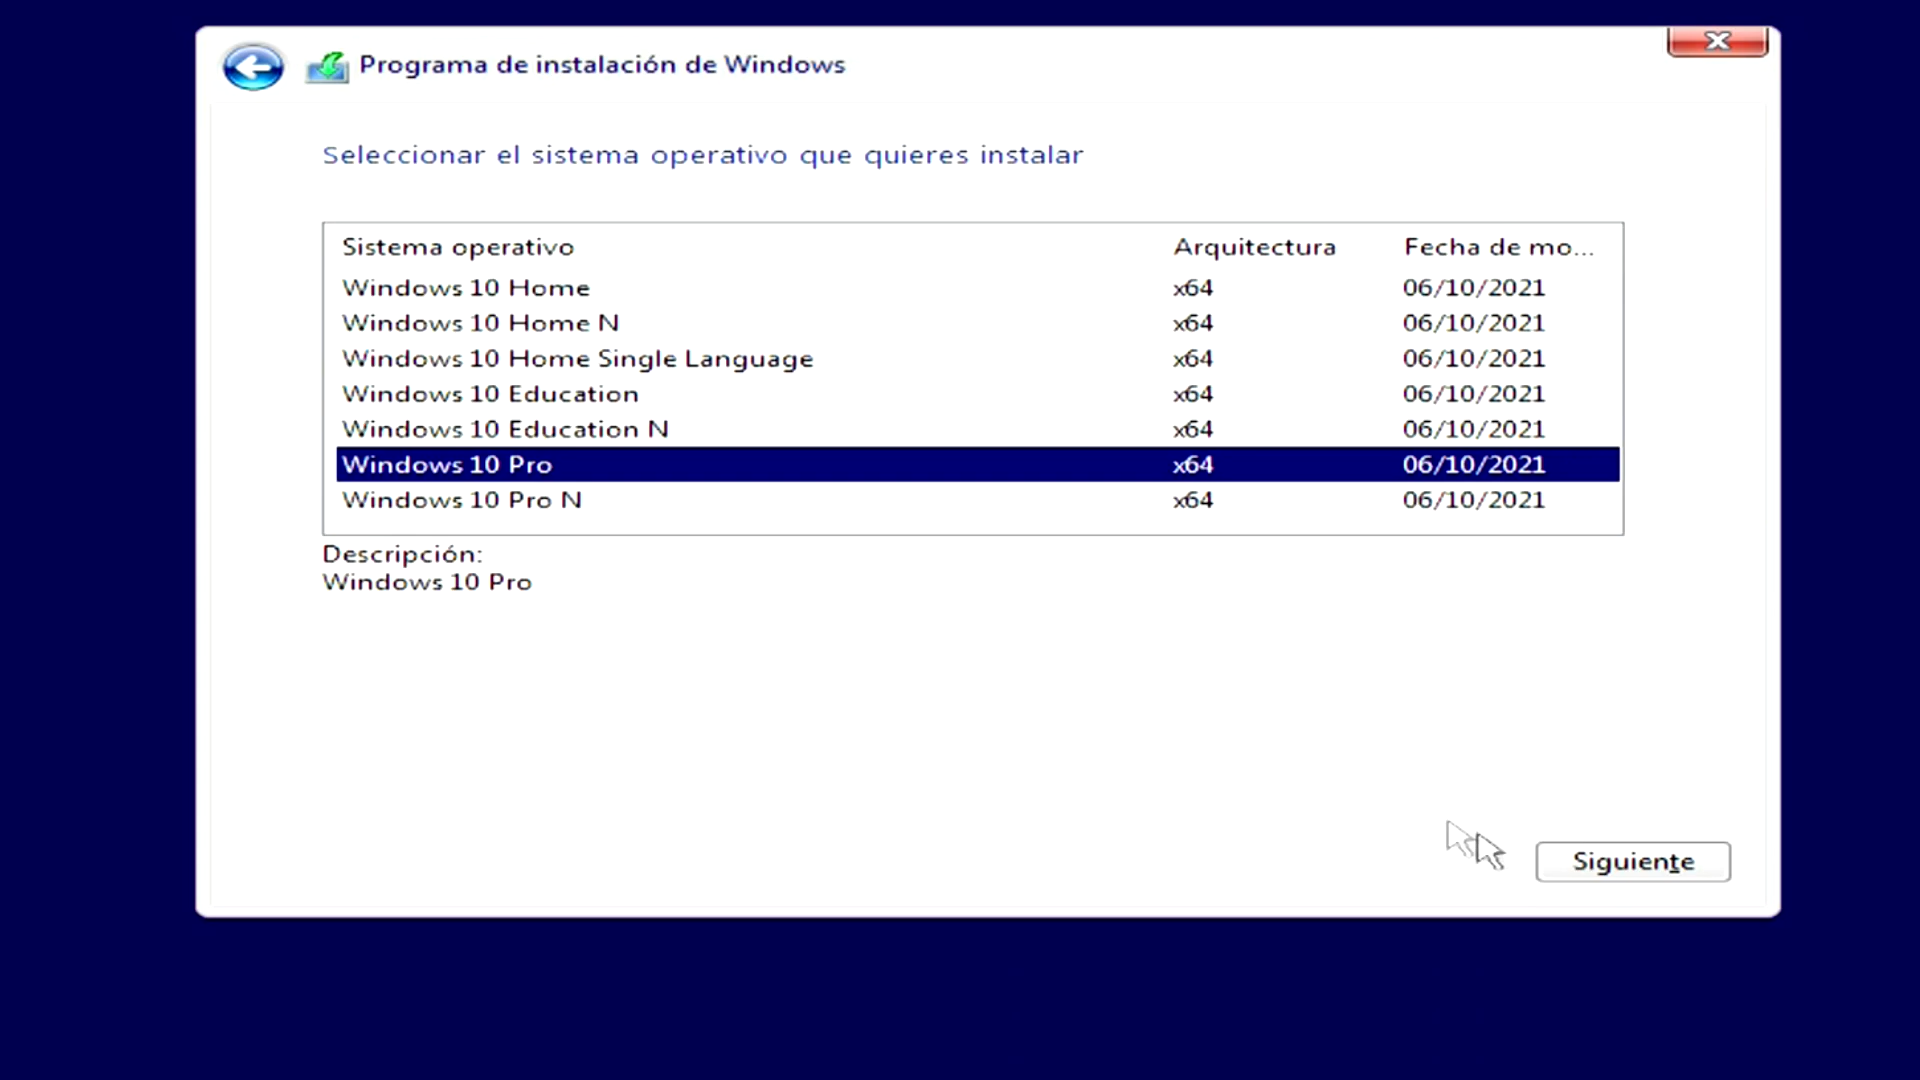 Programa de instalación de Windows
Seleccionar el sistema operativo que quieres instalar
Sistema operativo Arquitectura Fecha de mo...
Windows 10 Home x64 06/10/2021
Windows 10 Home N x64 06/10/2021
Windows 10 Home Single Language x64 06/10/2021
Windows 10 Education x64 06/10/2021
Windows 10 Education N x64 06/10/2021
Windows 10 Pro x64 06/10/2021
Windows 10 Pro N x64 06/10/2021
Descripción:
Windows 10 Pro
Siguiente